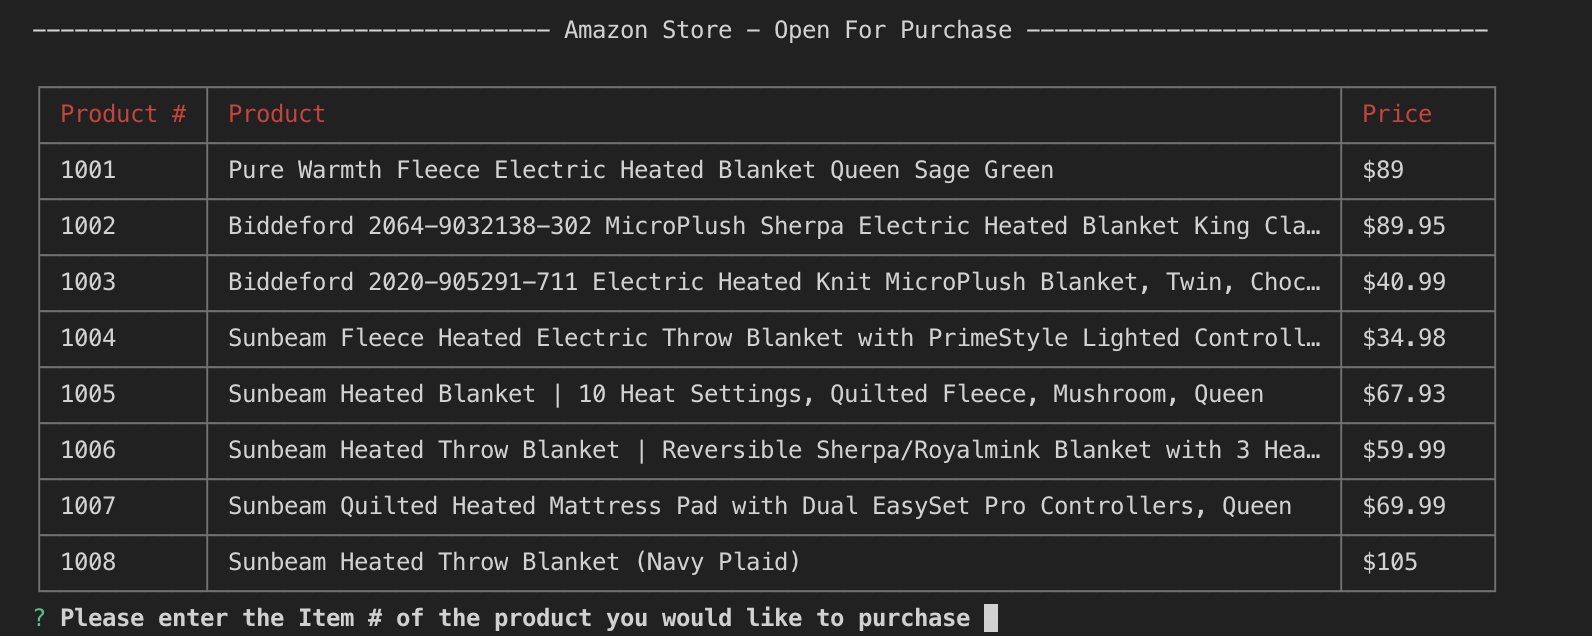 Amazon Store - Open For Purchase
Product # Product Price
1001 Pure Warmth Fleece Electric Heated Blanket Queen Sage Green $89
1002 Biddeford 2064-9032138-302 MicroPlush Sherpa Electric Heated Blanket King Cla… $89.95
1003 Biddeford 2020-905291-711 Electric Heated Knit MicroPlush Blanket, Twin, Choc… $40.99
1004 Sunbeam Fleece Heated Electric Throw Blanket with PrimeStyle Lighted Controll… $34.98
1005 Sunbeam Heated Blanket | 10 Heat Settings, Quilted Fleece, Mushroom, Queen $67.93
1006 Sunbeam Heated Throw Blanket | Reversible Sherpa/Royalmink Blanket with 3 Hea… $59.99
1007 Sunbeam Quilted Heated Mattress Pad with Dual EasySet Pro Controllers, Queen $69.99
1008 Sunbeam Heated Throw Blanket (Navy Plaid) $105
? Please enter the Item # of the product you would like to purchase